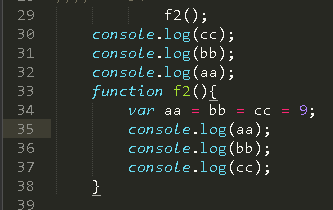 29 f2();
30 console.log(cc);
31 console.log(bb);
32 console.log(aa);
33 function f2(){
34 var aa = bb = cc = 9;
35 console.log(aa);
36 console.log(bb);
37 console.log(cc);
38 }
39